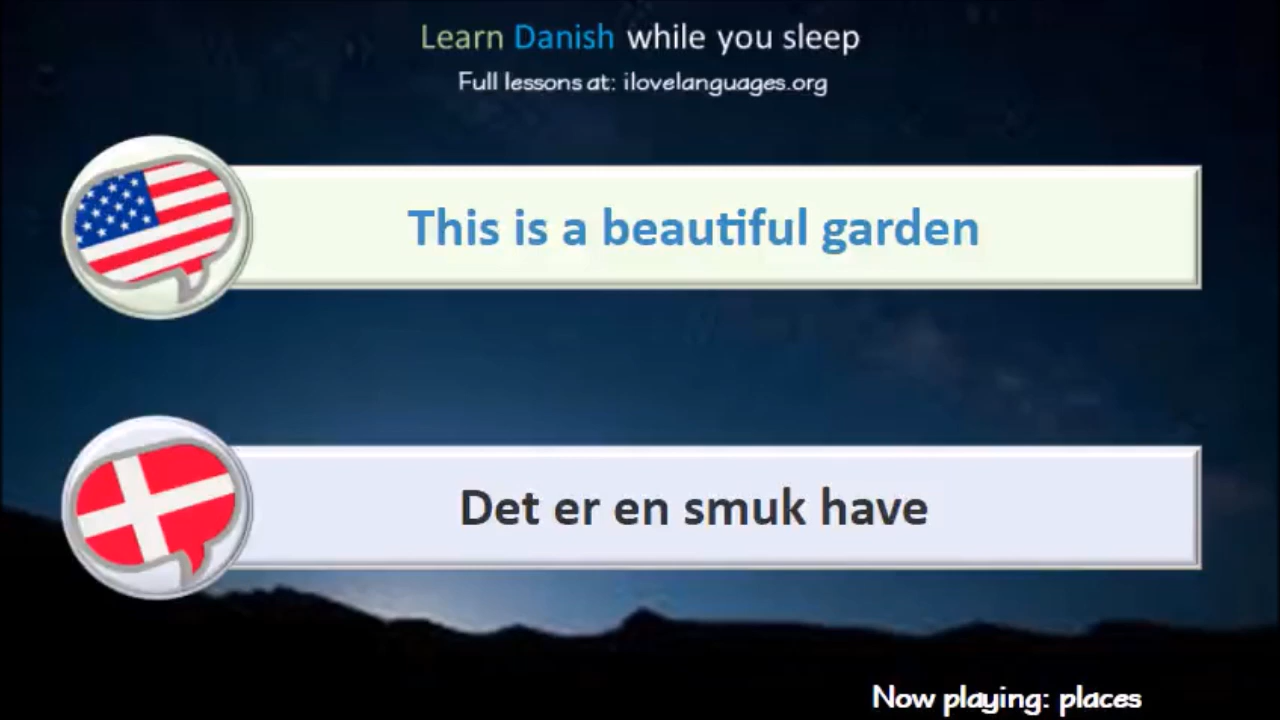 Learn Danish while you sleep
Full lessons at: ilovelanguages.org
This is a beautiful garden
Det er en smuk have
Now playing: places